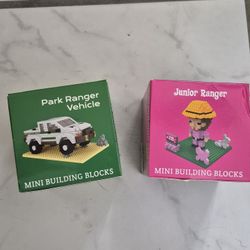 Park Ranger
Vehicle
MINI BUILDING BLOCKS
Junior Ranger
MINI BUILDING BLOCKS